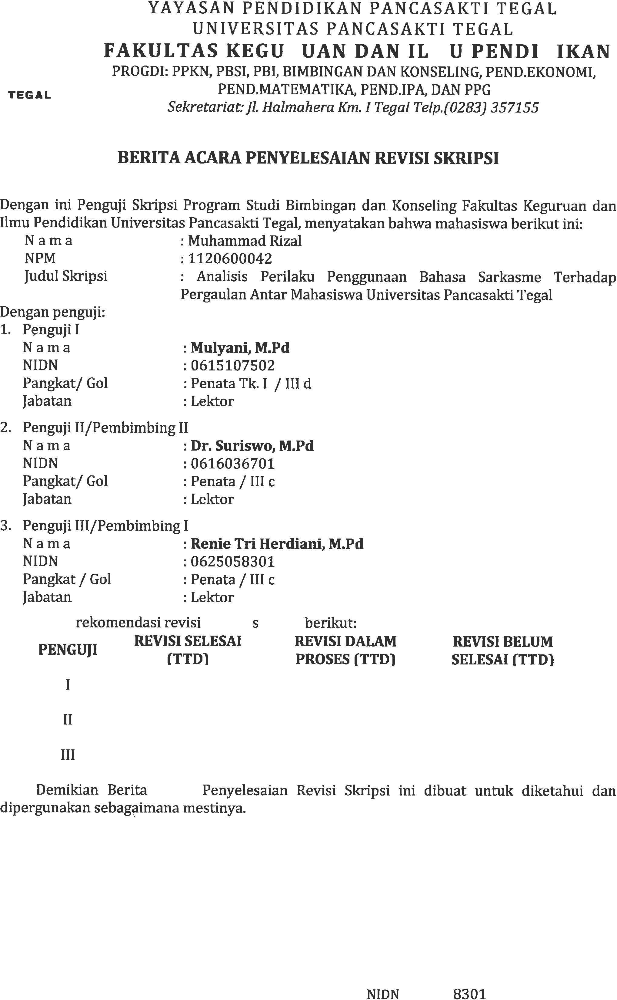 YAYASAN PENDIDIKAN PANCASAKTI TEGAL
UNIVERSITAS PANCASAKTI TEGAL
FAKULTAS KEGU UAN DAN IL U PENDI IKAN
PROGDI: PPKN, PBSI, PBI, BIMBINGAN DAN KONSELING, PEND.EKONOMI,
PEND.MATEMATIKA, PEND.IPA, DAN PPG
TEGAL
Sekretariat: Jl. Halmahera Km. I Tegal Telp.(0283) 357155
BERITA ACARA PENYELESAIAN REVISI SKRIPSI
Dengan ini Penguji Skripsi Program Studi Bimbingan dan Konseling Fakultas Keguruan dan
Ilmu Pendidikan Universitas Pancasakti Tegal, menyatakan bahwa mahasiswa berikut ini:
N a m a : Muhammad Rizal
NPM : 1120600042
Judul Skripsi : Analisis Perilaku Penggunaan Bahasa Sarkasme Terhadap
Pergaulan Antar Mahasiswa Universitas Pancasakti Tegal
Dengan penguji:
1. Penguji I
N a m a : Mulyani, M.Pd
NIDN : 0615107502
Pangkat/ Gol : Penata Tk. I / III d
Jabatan : Lektor
2. Penguji II/Pembimbing II
N a m a : Dr. Suriswo, M.Pd
NIDN : 0616036701
Pangkat/ Gol : Penata / III c
Jabatan : Lektor
3. Penguji III/Pembimbing I
N a m a : Renie Tri Herdiani, M.Pd
NIDN : 0625058301
Pangkat / Gol : Penata / III c
Jabatan : Lektor
rekomendasi revisi s berikut:
PENGUJI REVISI SELESAI (TTD) REVISI DALAM PROSES (TTD) REVISI BELUM SELESAI (TTD)
I
II
III
Demikian Berita Penyelesaian Revisi Skripsi ini dibuat untuk diketahui dan
dipergunakan sebagaimana mestinya.
NIDN 8301